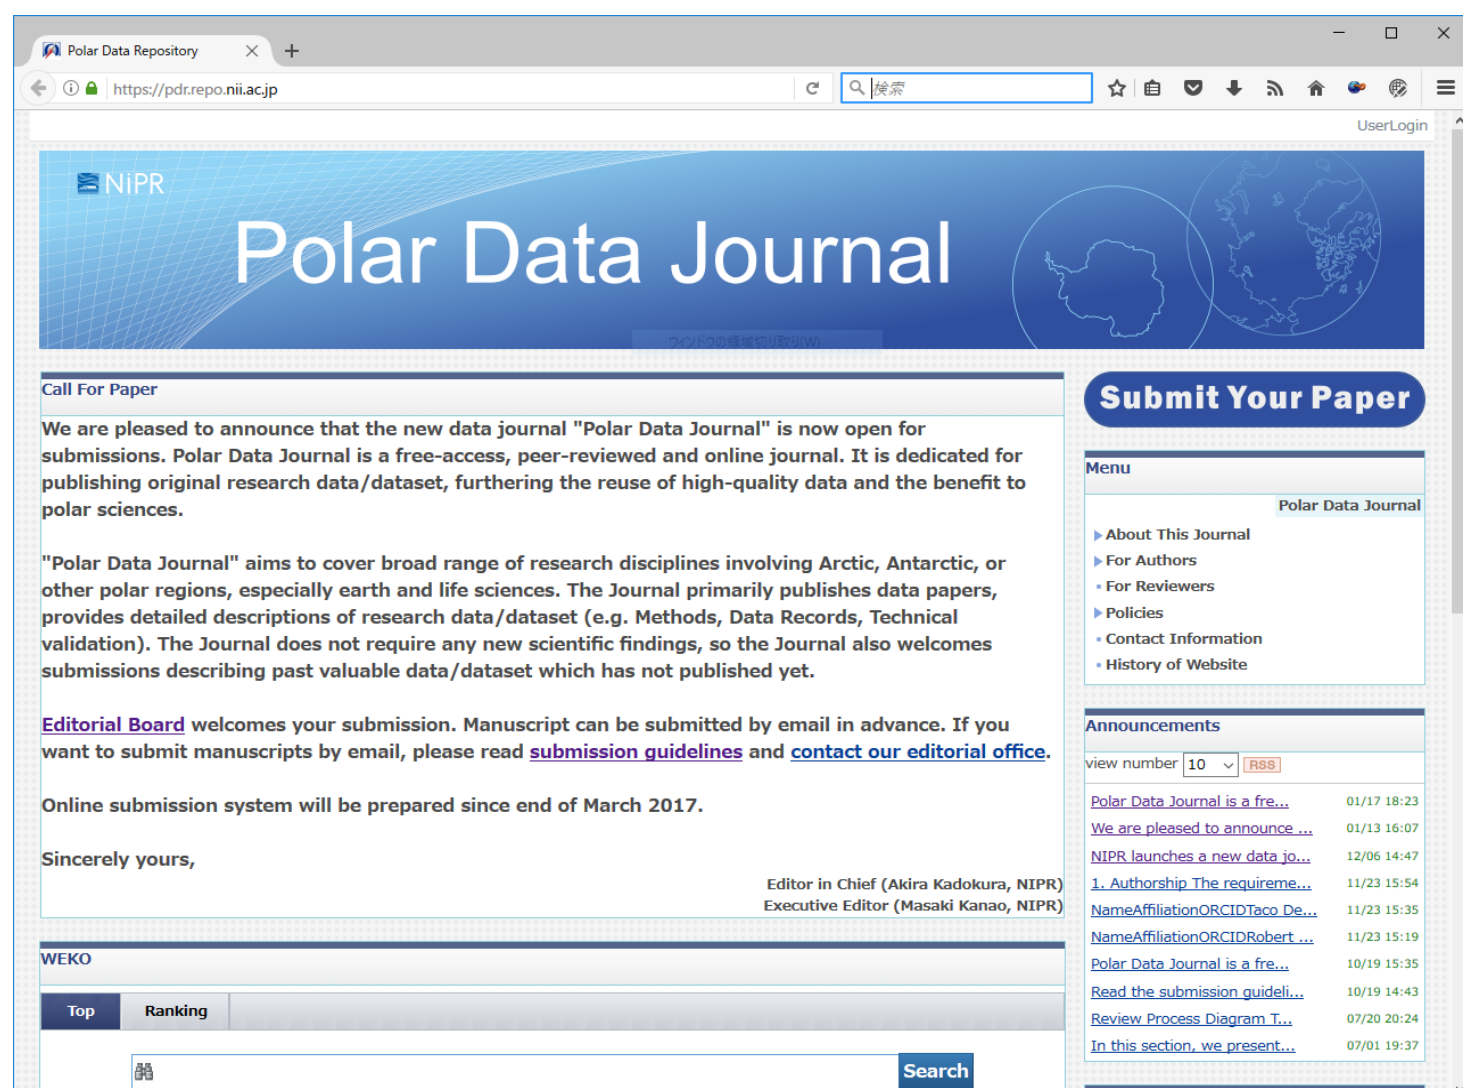 Polar Data Repository
https://pdr.repo.nii.ac.jp
検索
UserLogin
NiPR
Polar Data Journal
ウィンドウの領域切り取り(W)
Call For Paper
We are pleased to announce that the new data journal "Polar Data Journal" is now open for
submissions. Polar Data Journal is a free-access, peer-reviewed and online journal. It is dedicated for
publishing original research data/dataset, furthering the reuse of high-quality data and the benefit to
polar sciences.
"Polar Data Journal" aims to cover broad range of research disciplines involving Arctic, Antarctic, or
other polar regions, especially earth and life sciences. The Journal primarily publishes data papers,
provides detailed descriptions of research data/dataset (e.g. Methods, Data Records, Technical
validation). The Journal does not require any new scientific findings, so the Journal also welcomes
submissions describing past valuable data/dataset which has not published yet.
Editorial Board welcomes your submission. Manuscript can be submitted by email in advance. If you
want to submit manuscripts by email, please read submission guidelines and contact our editorial office.
Online submission system will be prepared since end of March 2017.
Sincerely yours,
Editor in Chief (Akira Kadokura, NIPR)
Executive Editor (Masaki Kanao, NIPR)
WEKO
Top Ranking
Search
Submit Your Paper
Menu
Polar Data Journal
About This Journal
For Authors
For Reviewers
Policies
Contact Information
History of Website
Announcements
view number 10 RSS
Polar Data Journal is a fre... 01/17 18:23
We are pleased to announce ... 01/13 16:07
NIPR launches a new data jo... 12/06 14:47
1. Authorship The requireme... 11/23 15:54
NameAffiliationORCIDTaco De... 11/23 15:35
NameAffiliationORCIDRobert ... 11/23 15:19
Polar Data Journal is a fre... 10/19 15:35
Read the submission guideli... 10/19 14:43
Review Process Diagram T... 07/20 20:24
In this section, we present... 07/01 19:37